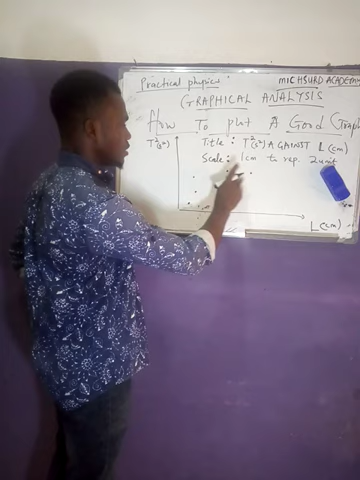 Practical physics MICHSURD ACADEMY
GRAPHICAL ANALYSIS
How To plot A Good Graph
T²(s²) Title : T²(s²) AGAINST L(cm)
Scale : 1cm to rep. 2unit
L(cm)